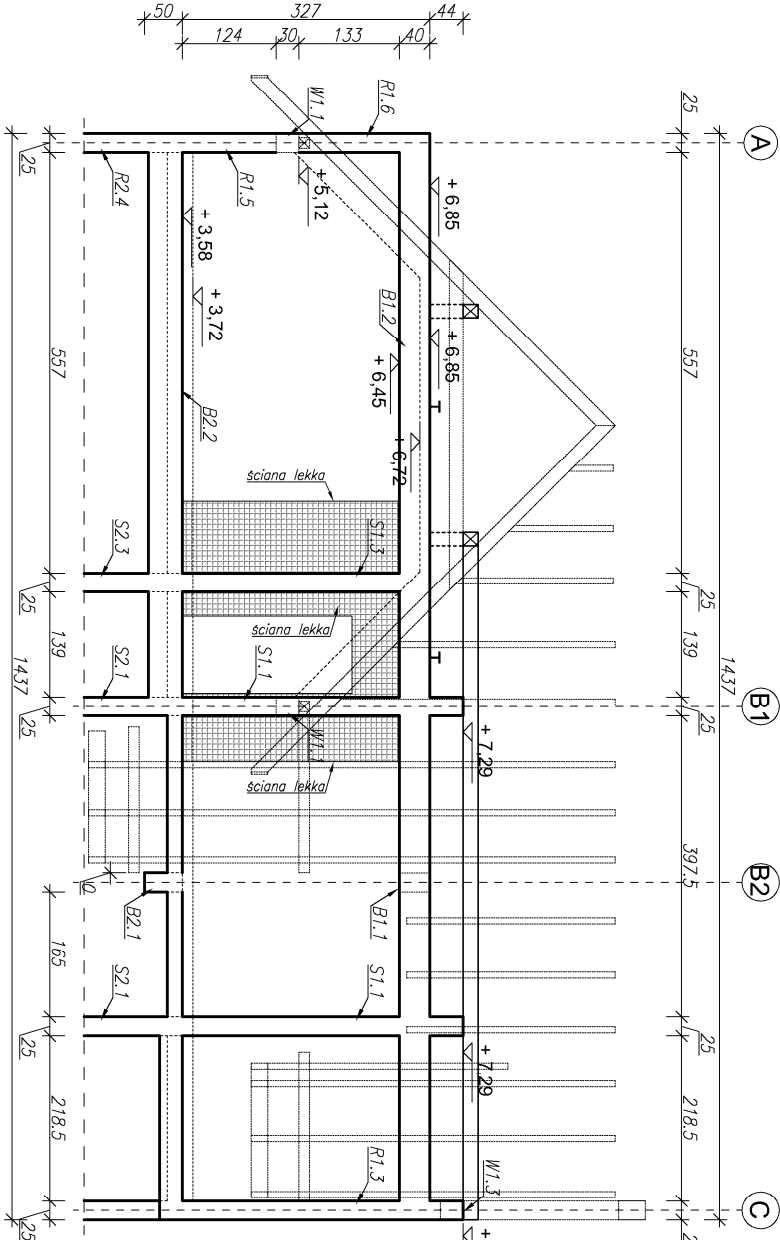 50
327
44
124
30
133
40
25
557
25
139
1437
25
397.5
25
218.5
A
B1
B2
C
R1.6
W1.1
R2.4
R1.5
+ 5,12
+ 6,85
+ 3,58
+ 3,72
B1.2
+ 6,85
+ 6,45
+ 6,72
B2.2
ściana lekka
S1.3
S2.3
ściana lekka
S2.1
S1.1
W1.1
ściana lekka
+ 7,29
B2.1
B1.1
S2.1
S1.1
+ 7,29
R1.3
W1.3
+
25
557
25
139
1437
25
165
25
218.5
25